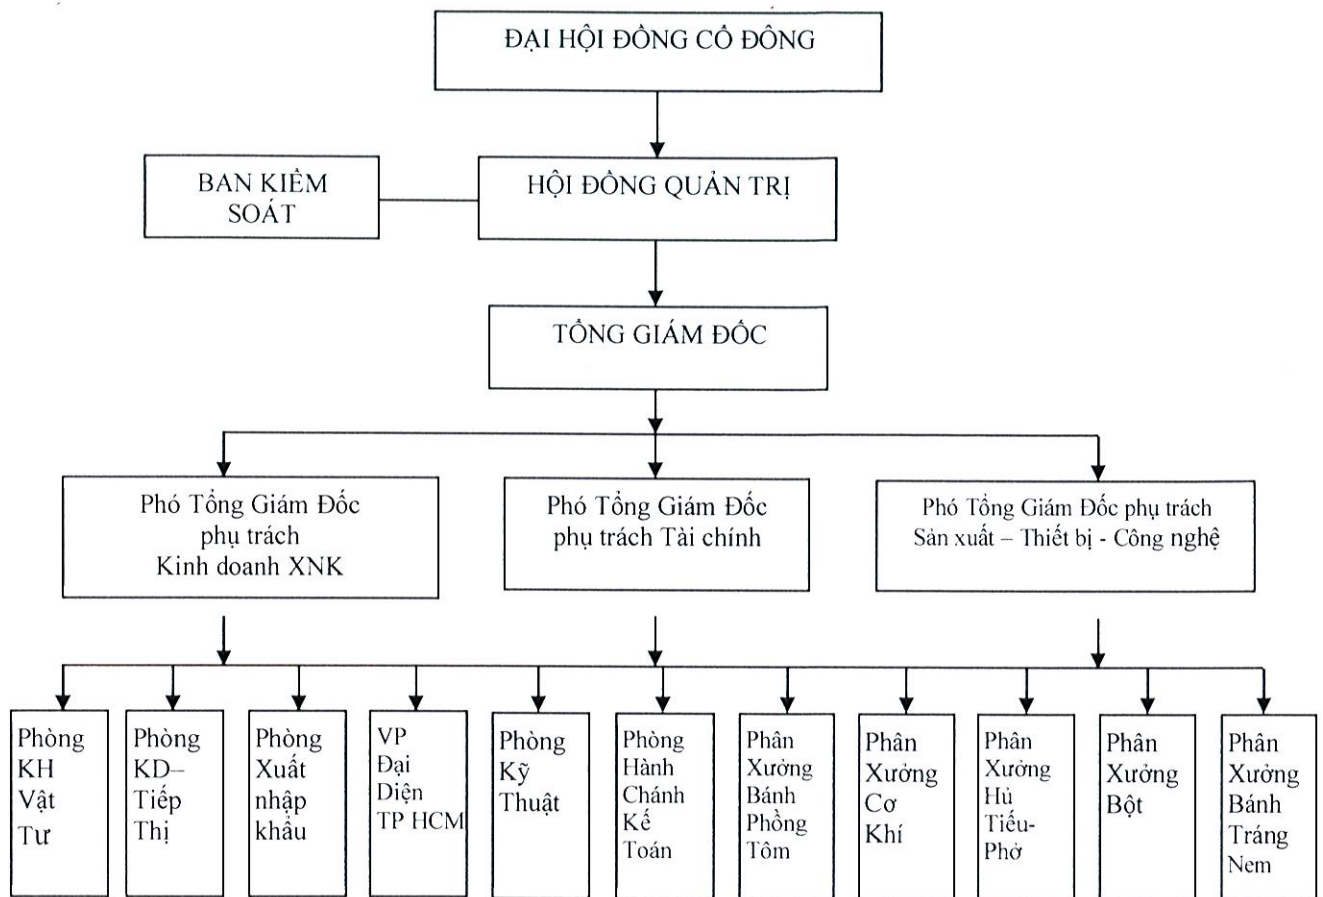 ĐẠI HỘI ĐỒNG CỔ ĐÔNG
BAN KIỂM
SOÁT
HỘI ĐỒNG QUẢN TRỊ
TỔNG GIÁM ĐỐC
Phó Tổng Giám Đốc
phụ trách
Kinh doanh XNK
Phó Tổng Giám Đốc
phụ trách Tài chính
Phó Tổng Giám Đốc phụ trách
Sản xuất – Thiết bị - Công nghệ
Phòng
KH
Vật
Tư
Phòng
KD–
Tiếp
Thị
Phòng
Xuất
nhập
khẩu
VP
Đại
Diện
TP HCM
Phòng
Kỹ
Thuật
Phòng
Hành
Chánh
Kế
Toán
Phân
Xưởng
Bánh
Phồng
Tôm
Phân
Xưởng
Cơ
Khí
Phân
Xưởng
Hủ
Tiếu-
Phở
Phân
Xưởng
Bột
Phân
Xưởng
Bánh
Tráng
Nem